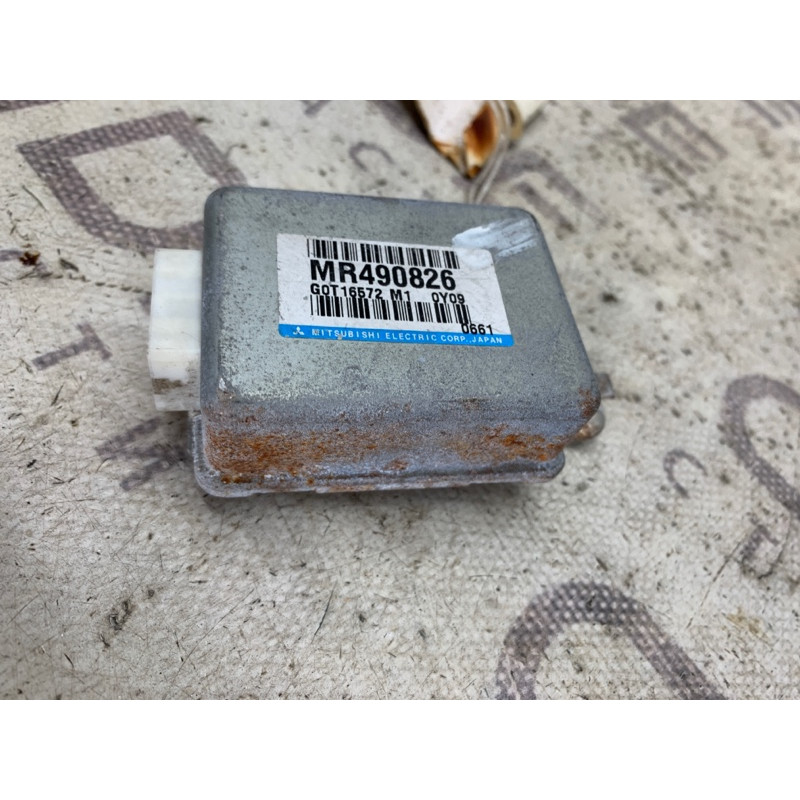 MR490826
G0T16572 M1 0Y09
0661
MITSUBISHI ELECTRIC CORP.,JAPAN